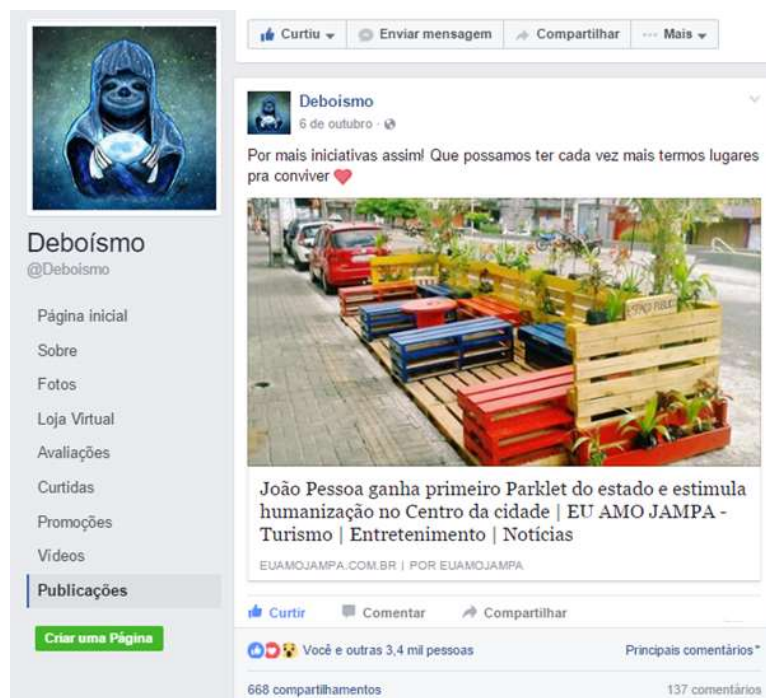 Curtiu
Enviar mensagem
Compartilhar
Mais
Deboísmo
@Deboismo
Página inicial
Sobre
Fotos
Loja Virtual
Avaliações
Curtidas
Promoções
Vídeos
Publicações
Criar uma Página
Deboismo
6 de outubro ·
Por mais iniciativas assim! Que possamos ter cada vez mais termos lugares
pra conviver
ESPAÇO PÚBLICO
João Pessoa ganha primeiro Parklet do estado e estimula
humanização no Centro da cidade | EU AMO JAMPA -
Turismo | Entretenimento | Notícias
EUAMOJAMPA.COM.BR | POR EUAMOJAMPA
Curtir
Comentar
Compartilhar
Você e outras 3,4 mil pessoas
Principais comentários
668 compartilhamentos
137 comentários